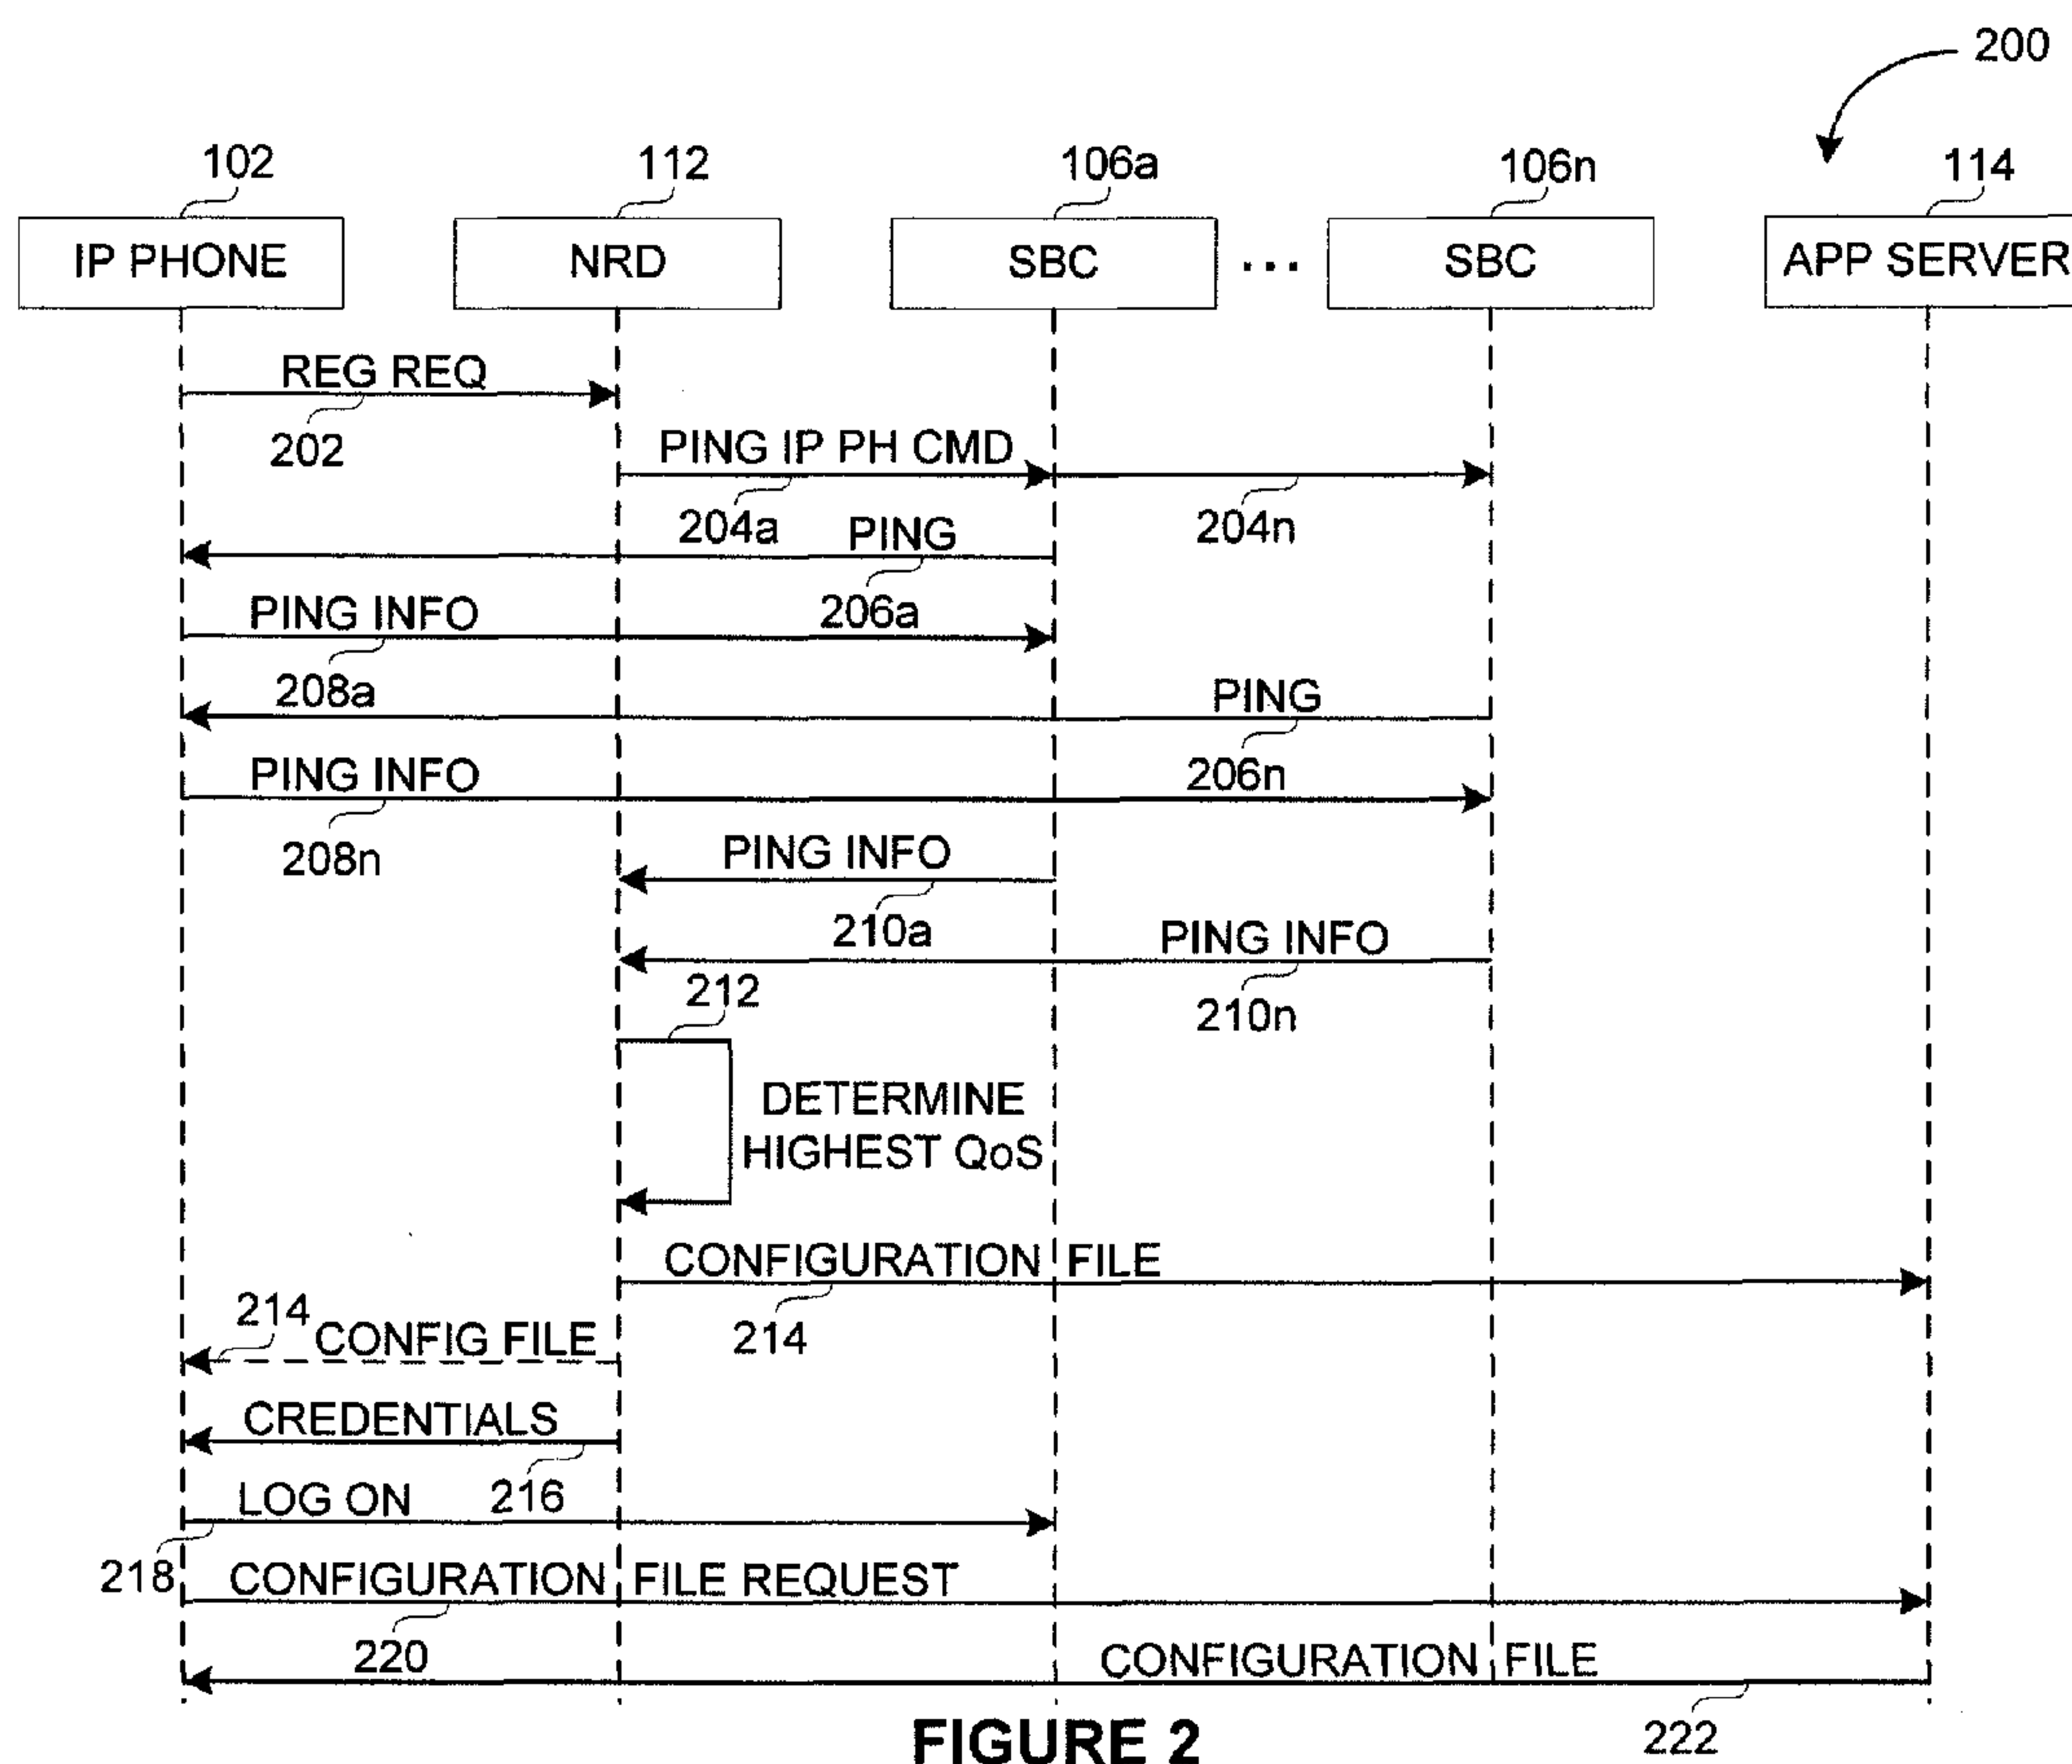 200
102
112
106a
106n
114
IP PHONE
NRD
SBC
...
SBC
APP SERVER
REG REQ
202
PING IP PH CMD
204a
204n
PING
206a
PING INFO
208a
PING
206n
PING INFO
208n
PING INFO
210a
PING INFO
210n
212
DETERMINE
HIGHEST QoS
CONFIGURATION FILE
214
214
CONFIG FILE
CREDENTIALS
216
LOG ON
218
CONFIGURATION FILE REQUEST
220
CONFIGURATION FILE
222
FIGURE 2